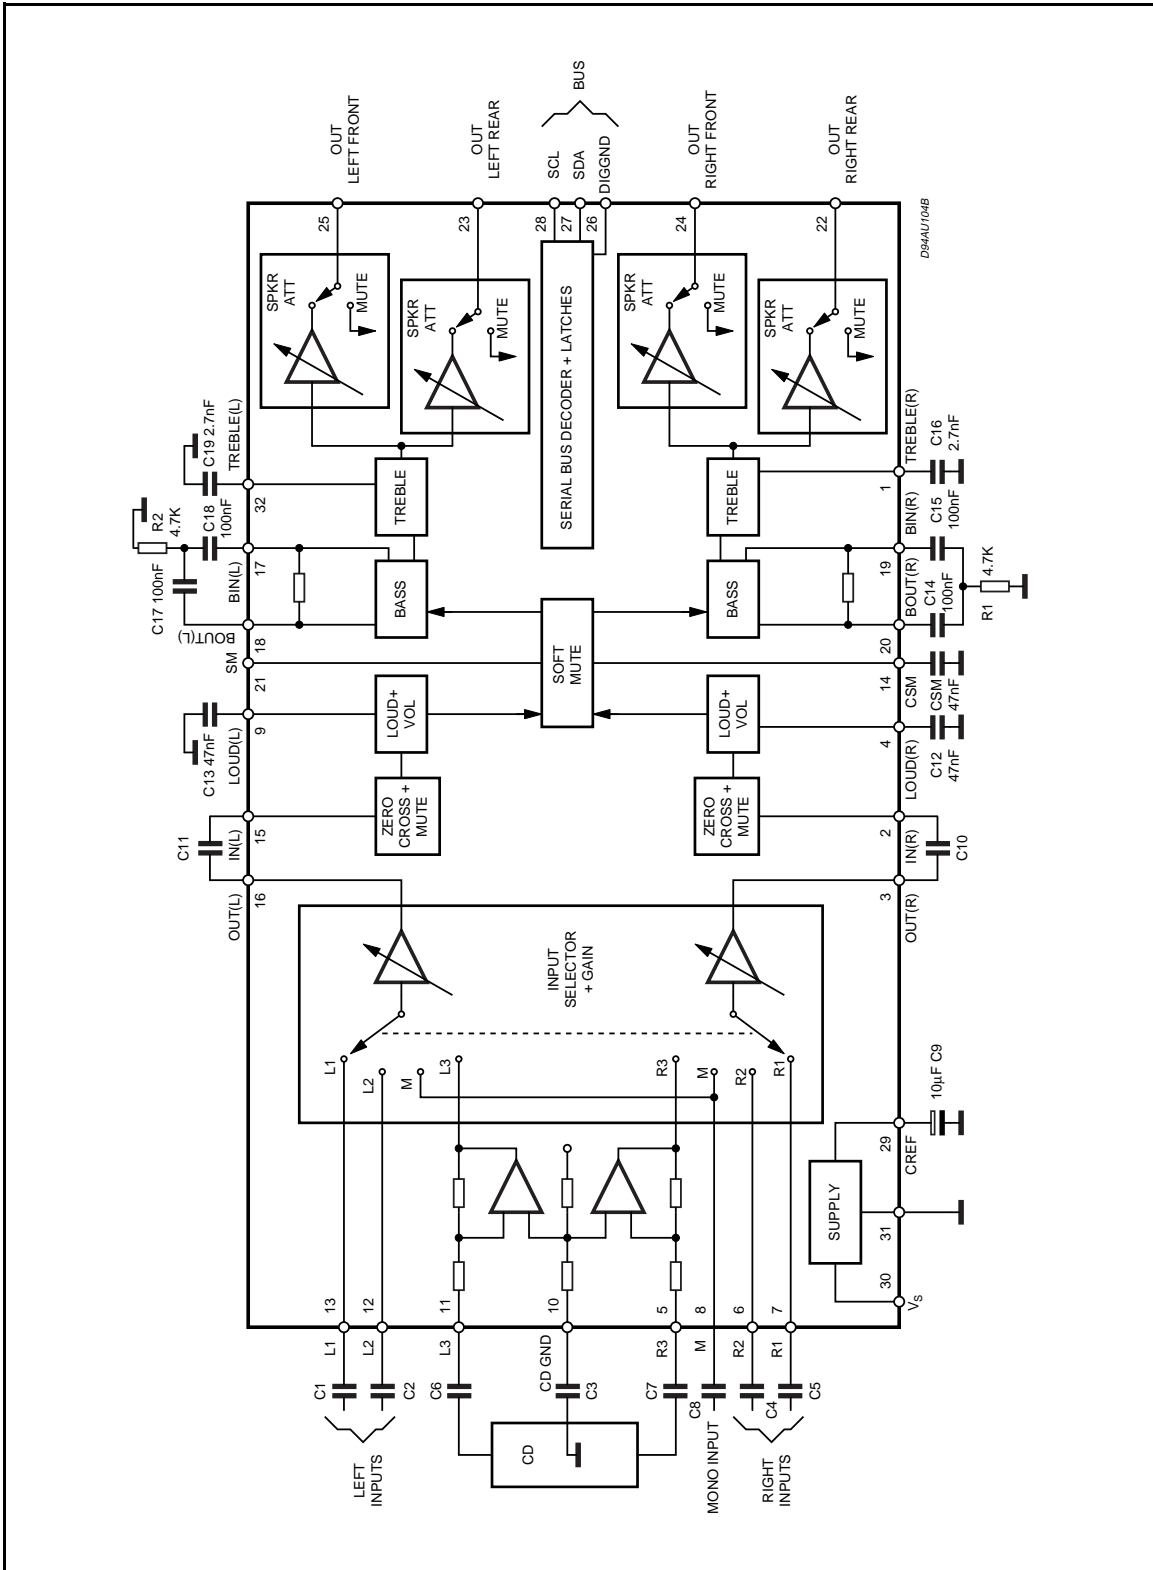 C17 100nF
R2
4.7K
C18
100nF
C19 2.7nF
TREBLE(L)
BIN(L)
BOUT(L)
SM
C13 47nF
LOUD(L)
C11
IN(L)
OUT(L)
16
15
9
21
18
17
32
25
23
28
27
26
24
22
OUT
LEFT FRONT
OUT
LEFT REAR
BUS
SCL
SDA
DIGGND
OUT
RIGHT FRONT
OUT
RIGHT REAR
SPKR
ATT
MUTE
SPKR
ATT
MUTE
SERIAL BUS DECODER + LATCHES
SPKR
ATT
MUTE
SPKR
ATT
MUTE
TREBLE
BASS
TREBLE
BASS
SOFT
MUTE
LOUD+
VOL
ZERO
CROSS +
MUTE
LOUD+
VOL
ZERO
CROSS +
MUTE
INPUT
SELECTOR
+ GAIN
L1
L2
M
L3
R3
M
R2
R1
LEFT
INPUTS
C1
C2
C6
CD
CD GND
C3
C7
C8
MONO INPUT
C4
C5
RIGHT
INPUTS
L1
L2
L3
R3
M
R2
R1
13
12
11
10
5
8
6
7
SUPPLY
30
VS
31
29
CREF
10µF C9
3
OUT(R)
C10
2
IN(R)
4
LOUD(R)
C12
47nF
14
CSM
CSM
47nF
20
BOUT(R)
C14
100nF
R1
4.7K
19
BIN(R)
C15
100nF
1
TREBLE(R)
C16
2.7nF
D94AU104B